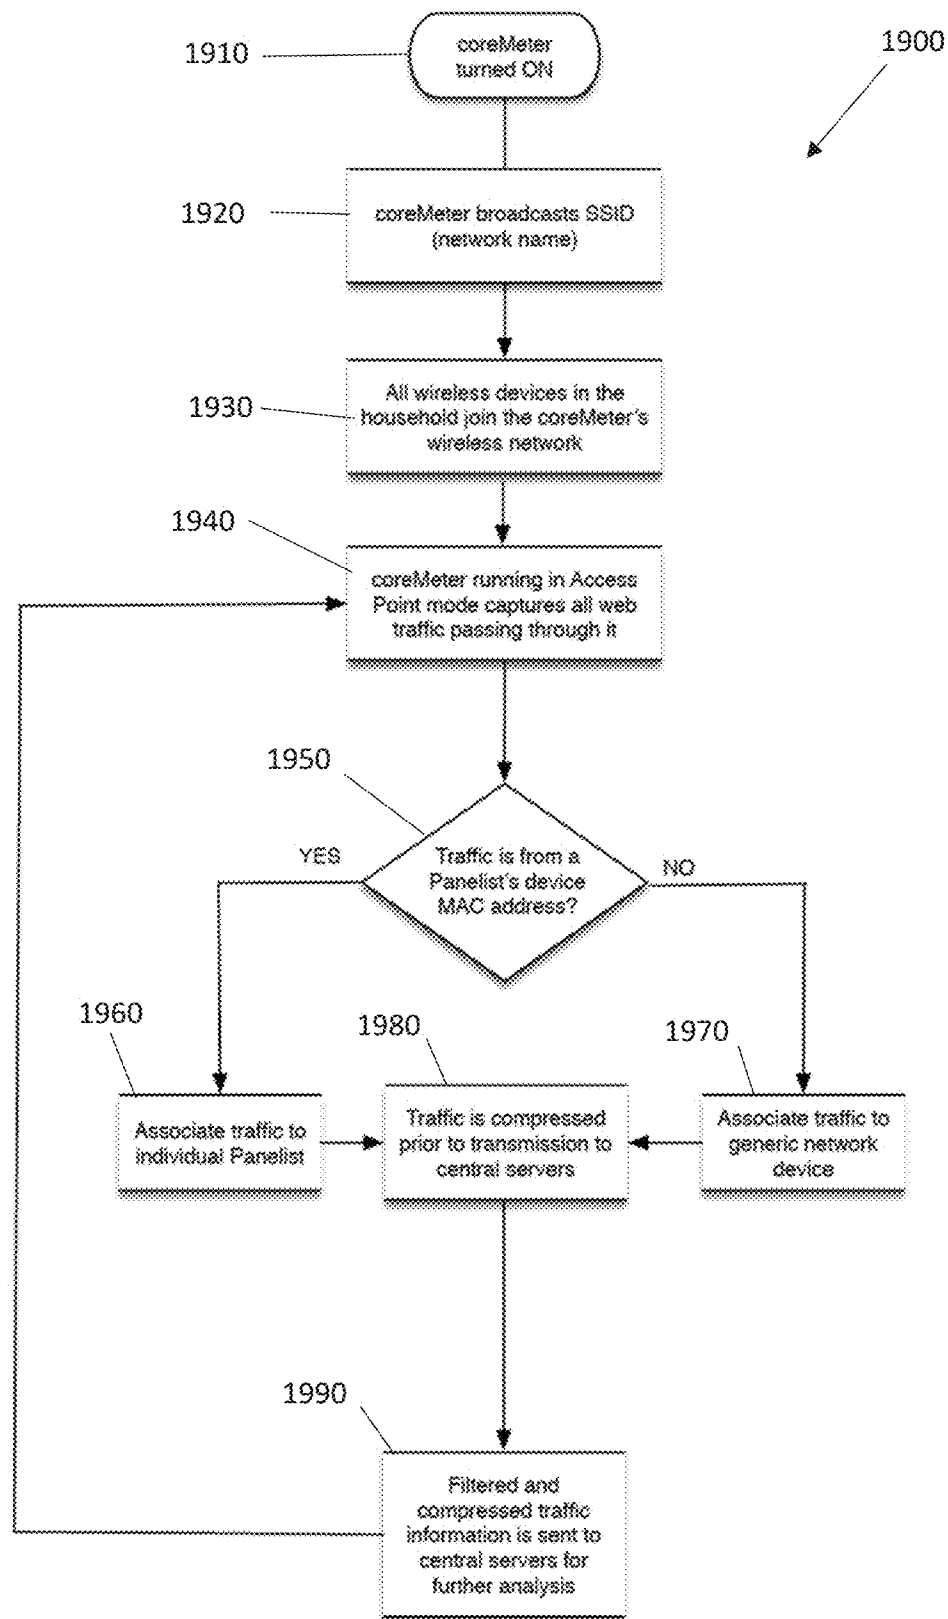 1910
coreMeter
turned ON
1900
1920
coreMeter broadcasts SSID
(network name)
1930
All wireless devices in the
household join the coreMeter's
wireless network
1940
coreMeter running in Access
Point mode captures all web
traffic passing through it
1950
YES
Traffic is from a
Panelist's device
MAC address?
NO
1960
Associate traffic to
individual Panelist
1980
Traffic is compressed
prior to transmission to
central servers
1970
Associate traffic to
generic network
device
1990
Filtered and
compressed traffic
information is sent to
central servers for
further analysis